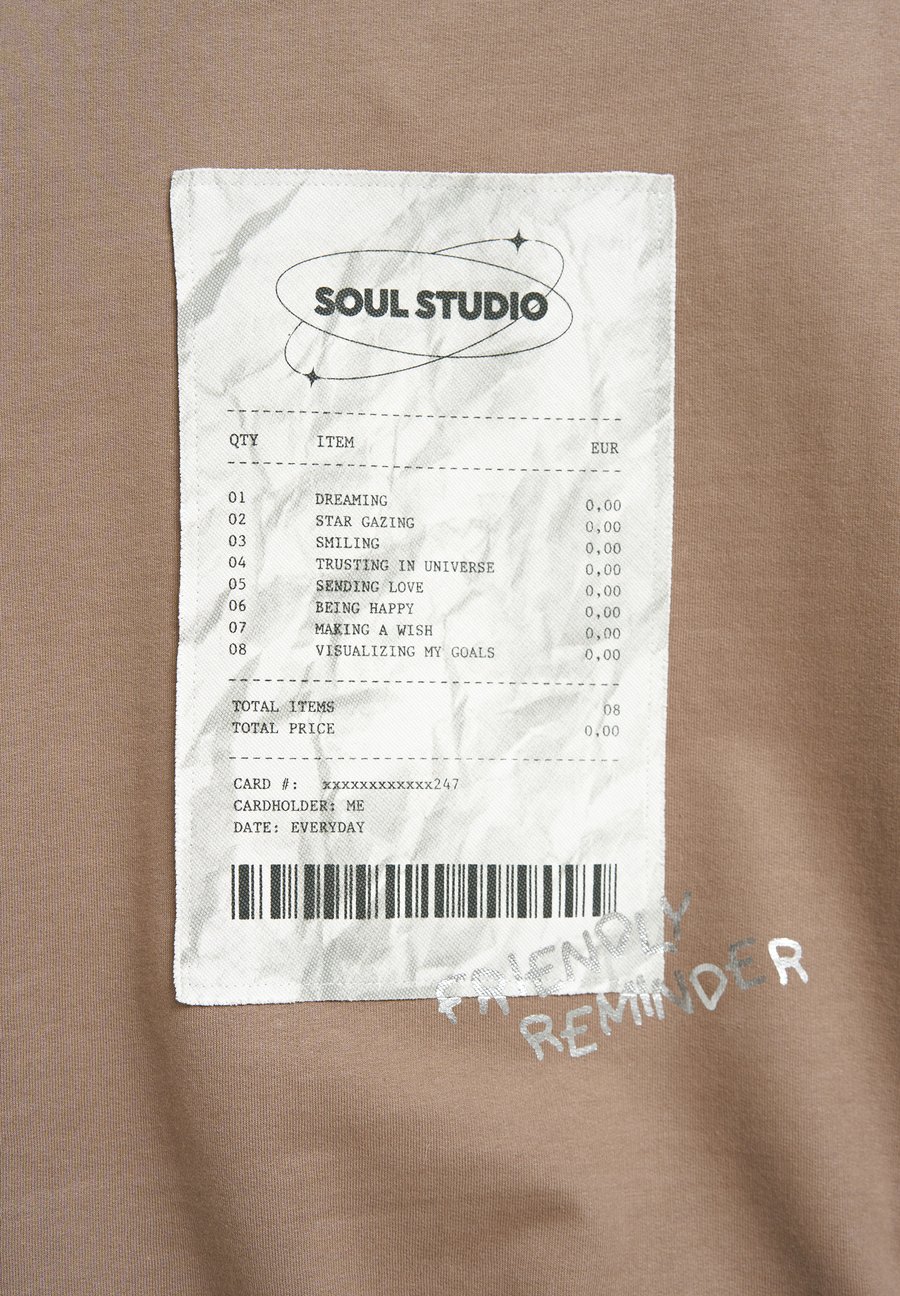 SOUL STUDIO
QTY ITEM EUR
01 DREAMING 0,00
02 STAR GAZING 0,00
03 SMILING 0,00
04 TRUSTING IN UNIVERSE 0,00
05 SENDING LOVE 0,00
06 BEING HAPPY 0,00
07 MAKING A WISH 0,00
08 VISUALIZING MY GOALS 0,00
TOTAL ITEMS 08
TOTAL PRICE 0,00
CARD #: xxxxxxxxxxxx247
CARDHOLDER: ME
DATE: EVERYDAY
FRIENDLY
REMINDER